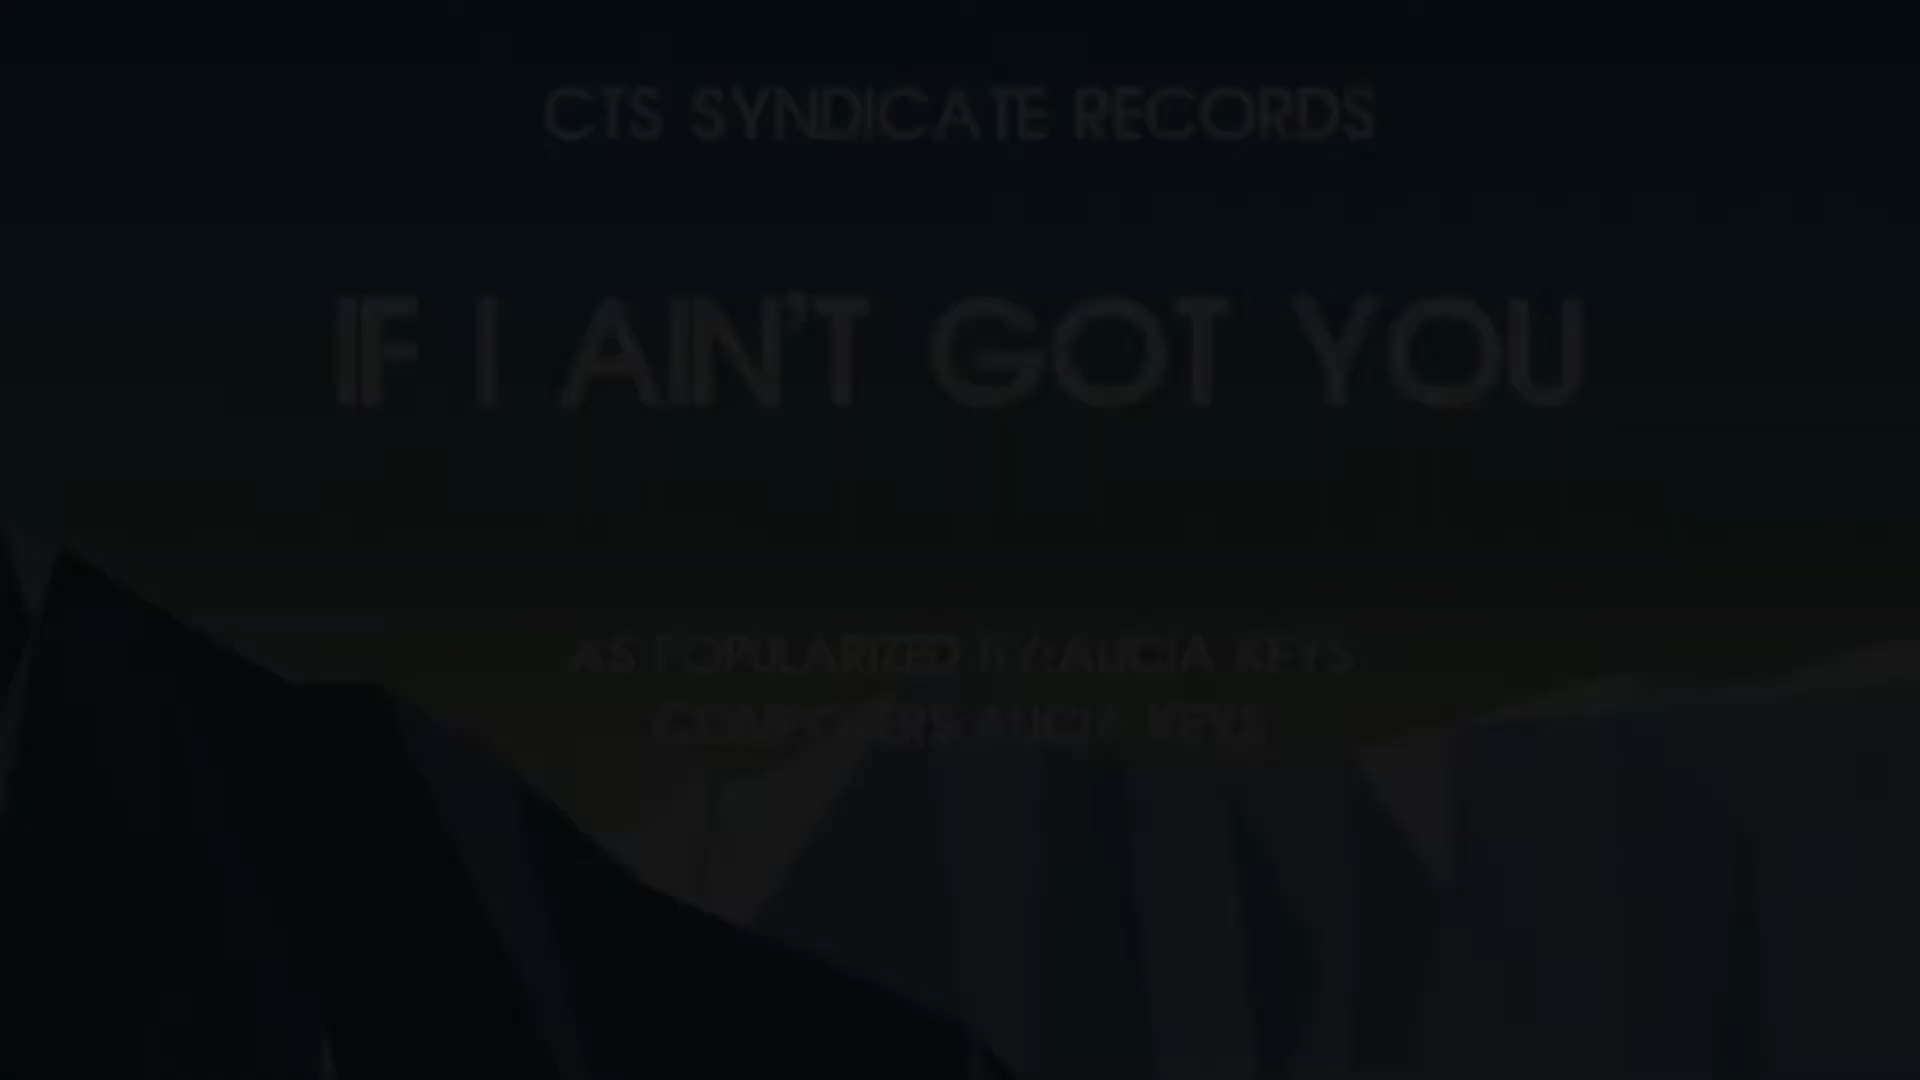 CTS SYNDICATE RECORDS
IF I AIN'T GOT YOU
AS POPULARIZED BY:ALICIA KEYS
COMPOSERS:ALICIA KEYS